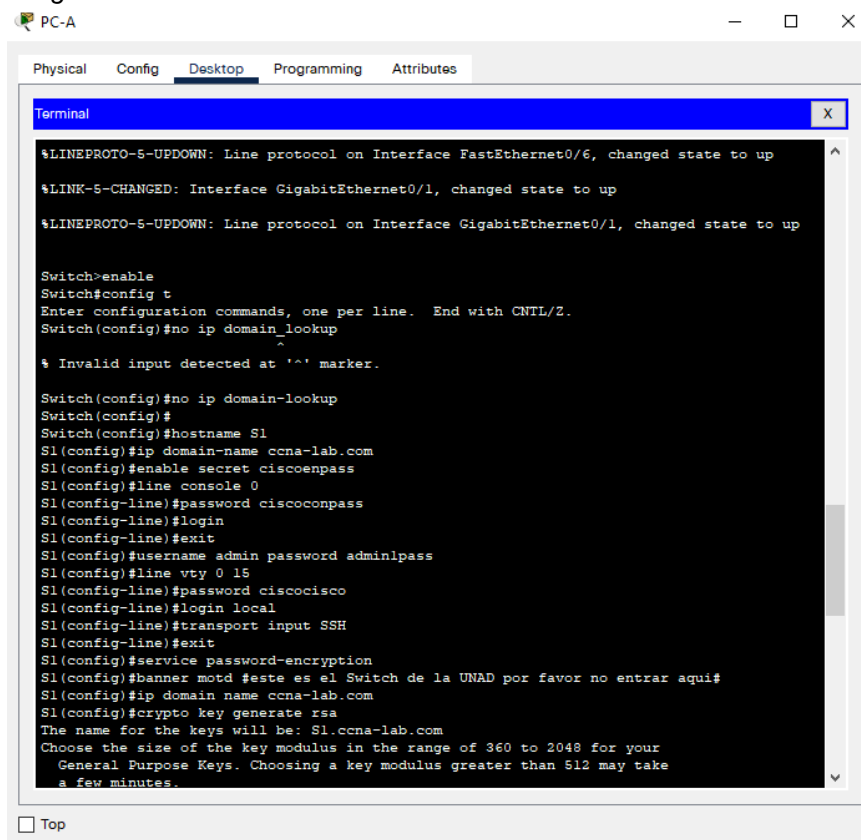 PC-A
Physical Config Desktop Programming Attributes
Terminal X
%LINEPROTO-5-UPDOWN: Line protocol on Interface FastEthernet0/6, changed state to up
%LINK-5-CHANGED: Interface GigabitEthernet0/1, changed state to up
%LINEPROTO-5-UPDOWN: Line protocol on Interface GigabitEthernet0/1, changed state to up
Switch>enable
Switch#config t
Enter configuration commands, one per line. End with CNTL/Z.
Switch(config)#no ip domain_lookup
^
% Invalid input detected at '^' marker.
Switch(config)#no ip domain-lookup
Switch(config)#
Switch(config)#hostname S1
S1(config)#ip domain-name ccna-lab.com
S1(config)#enable secret ciscoenpass
S1(config)#line console 0
S1(config-line)#password ciscoconpass
S1(config-line)#login
S1(config-line)#exit
S1(config)#username admin password admin1pass
S1(config)#line vty 0 15
S1(config-line)#password ciscocisco
S1(config-line)#login local
S1(config-line)#transport input SSH
S1(config-line)#exit
S1(config)#service password-encryption
S1(config)#banner motd #este es el Switch de la UNAD por favor no entrar aqui#
S1(config)#ip domain name ccna-lab.com
S1(config)#crypto key generate rsa
The name for the keys will be: S1.ccna-lab.com
Choose the size of the key modulus in the range of 360 to 2048 for your
General Purpose Keys. Choosing a key modulus greater than 512 may take
a few minutes.
Top